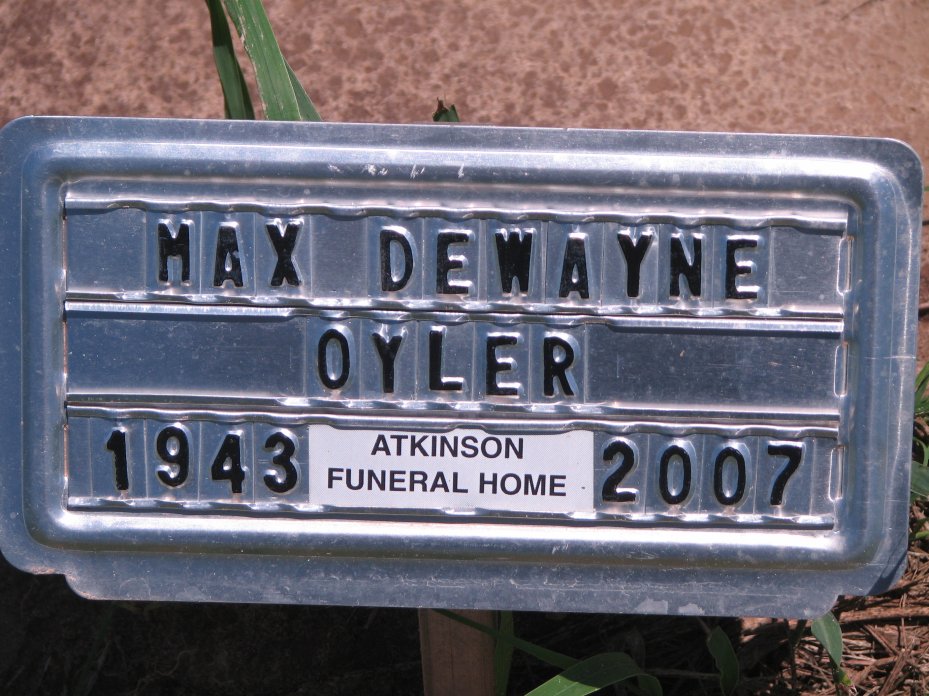 MAX DEWAYNE
OYLER
1943 ATKINSON FUNERAL HOME 2007